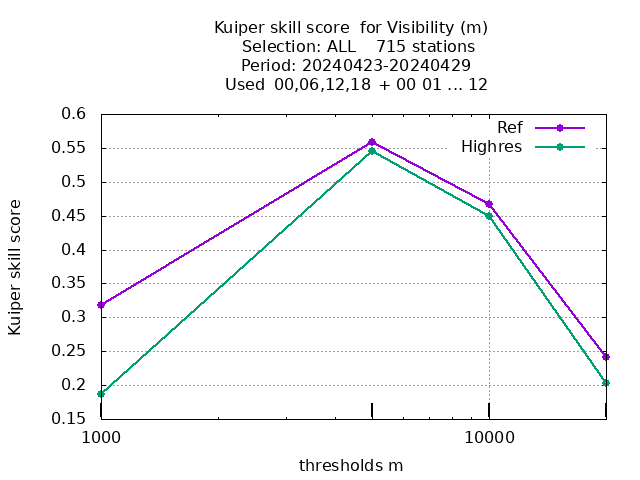 Kuiper skill score for Visibility (m)
Selection: ALL 715 stations
Period: 20240423-20240429
Used 00,06,12,18 + 00 01 ... 12
Ref
Highres
0.6
0.55
0.5
0.45
0.4
0.35
0.3
0.25
0.2
0.15
Kuiper skill score
1000
10000
thresholds m